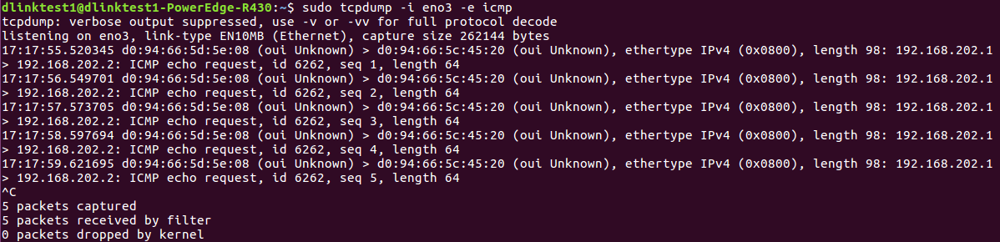 dlinktest1@dlinktest1-PowerEdge-R430:~$ sudo tcpdump -i eno3 -e icmp
tcpdump: verbose output suppressed, use -v or -vv for full protocol decode
listening on eno3, link-type EN10MB (Ethernet), capture size 262144 bytes
17:17:55.520345 d0:94:66:5d:5e:08 (oui Unknown) > d0:94:66:5c:45:20 (oui Unknown), ethertype IPv4 (0x0800), length 98: 192.168.202.1
> 192.168.202.2: ICMP echo request, id 6262, seq 1, length 64
17:17:56.549701 d0:94:66:5d:5e:08 (oui Unknown) > d0:94:66:5c:45:20 (oui Unknown), ethertype IPv4 (0x0800), length 98: 192.168.202.1
> 192.168.202.2: ICMP echo request, id 6262, seq 2, length 64
17:17:57.573705 d0:94:66:5d:5e:08 (oui Unknown) > d0:94:66:5c:45:20 (oui Unknown), ethertype IPv4 (0x0800), length 98: 192.168.202.1
> 192.168.202.2: ICMP echo request, id 6262, seq 3, length 64
17:17:58.597694 d0:94:66:5d:5e:08 (oui Unknown) > d0:94:66:5c:45:20 (oui Unknown), ethertype IPv4 (0x0800), length 98: 192.168.202.1
> 192.168.202.2: ICMP echo request, id 6262, seq 4, length 64
17:17:59.621695 d0:94:66:5d:5e:08 (oui Unknown) > d0:94:66:5c:45:20 (oui Unknown), ethertype IPv4 (0x0800), length 98: 192.168.202.1
> 192.168.202.2: ICMP echo request, id 6262, seq 5, length 64
^C
5 packets captured
5 packets received by filter
0 packets dropped by kernel